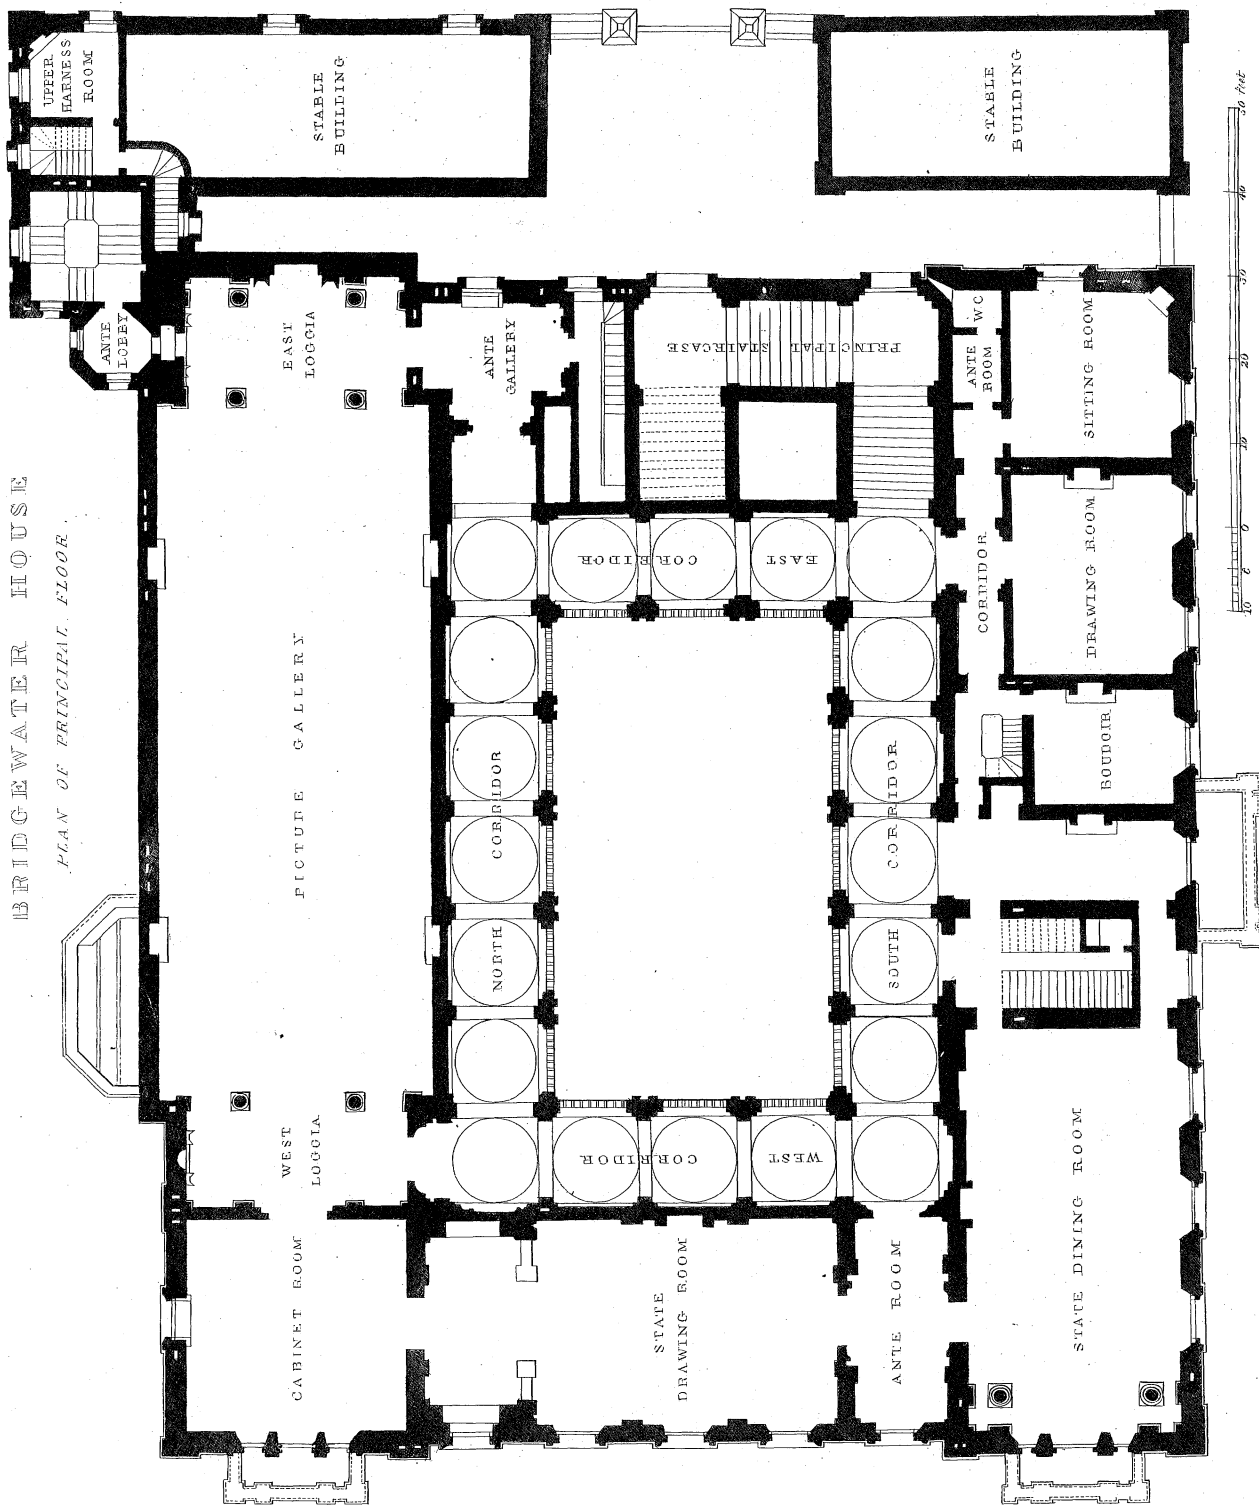 BRIDGEWATER HOUSE
PLAN OF PRINCIPAL FLOOR.
UPPER
HARNESS
ROOM
STABLE
BUILDING
STABLE
BUILDING
ANTE
LOBBY
EAST
LOGGIA
ANTE
GALLERY
PRINCIPAL STAIRCASE
W C
ANTE
ROOM
SITTING ROOM
EAST CORRIDOR
CORRIDOR
DRAWING ROOM
PICTURE GALLERY
NORTH CORRIDOR
SOUTH CORRIDOR
BOUDOIR
WEST
LOGGIA
WEST CORRIDOR
STATE DINING ROOM
CABINET ROOM
STATE
DRAWING ROOM
ANTE ROOM
10 5 0 10 20 30 40 50 feet